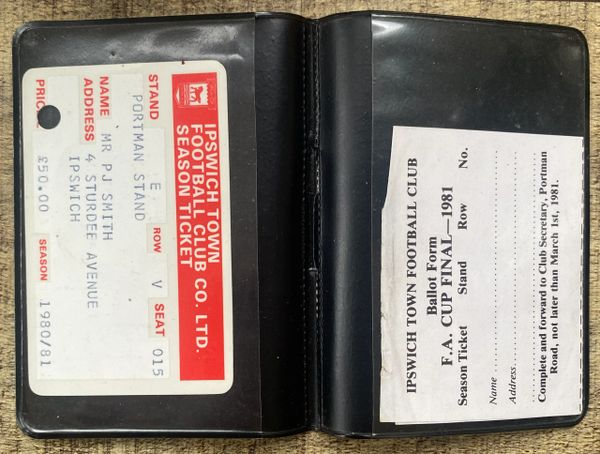 IPSWICH TOWN
FOOTBALL CLUB CO. LTD.
SEASON TICKET
STAND E ROW V SEAT 015
PORTMAN STAND
NAME MR PJ SMITH
ADDRESS 4 STURDEE AVENUE
IPSWICH
PRIC £50.00 SEASON 1980/81
IPSWICH TOWN FOOTBALL CLUB
Ballot Form
F.A. CUP FINAL—1981
Season Ticket Stand Row No.
Name
Address
Complete and forward to Club Secretary, Portman
Road, not later than March 1st, 1981.